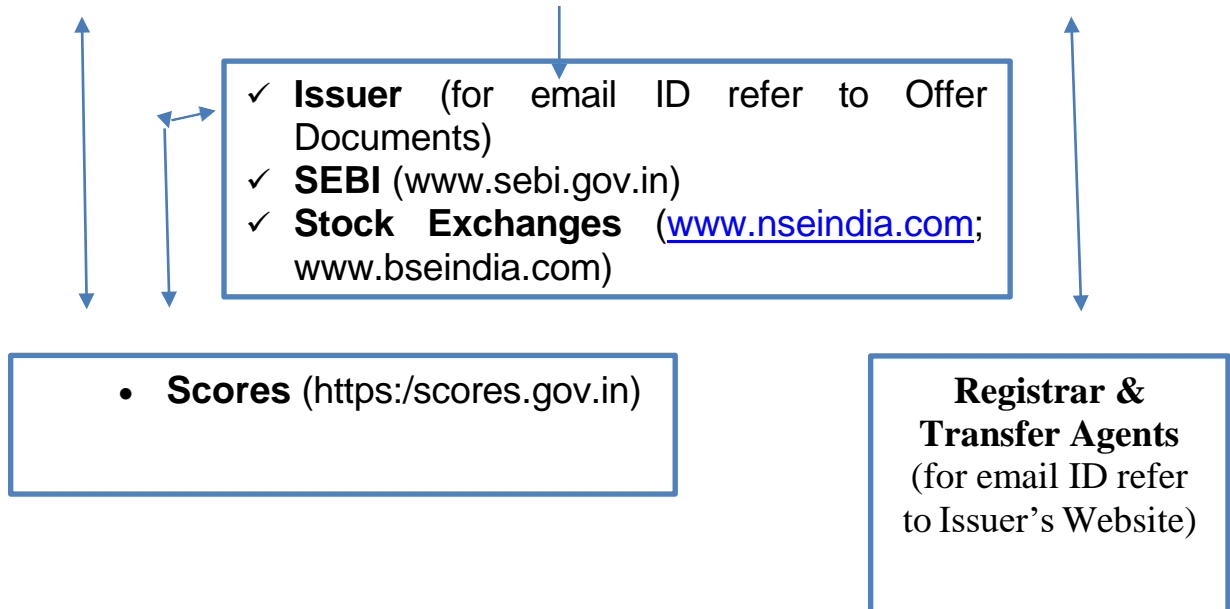 ✓ Issuer (for email ID refer to Offer
Documents)
✓ SEBI (www.sebi.gov.in)
✓ Stock Exchanges (www.nseindia.com;
www.bseindia.com)
• Scores (https:/scores.gov.in)
Registrar &
Transfer Agents
(for email ID refer
to Issuer’s Website)